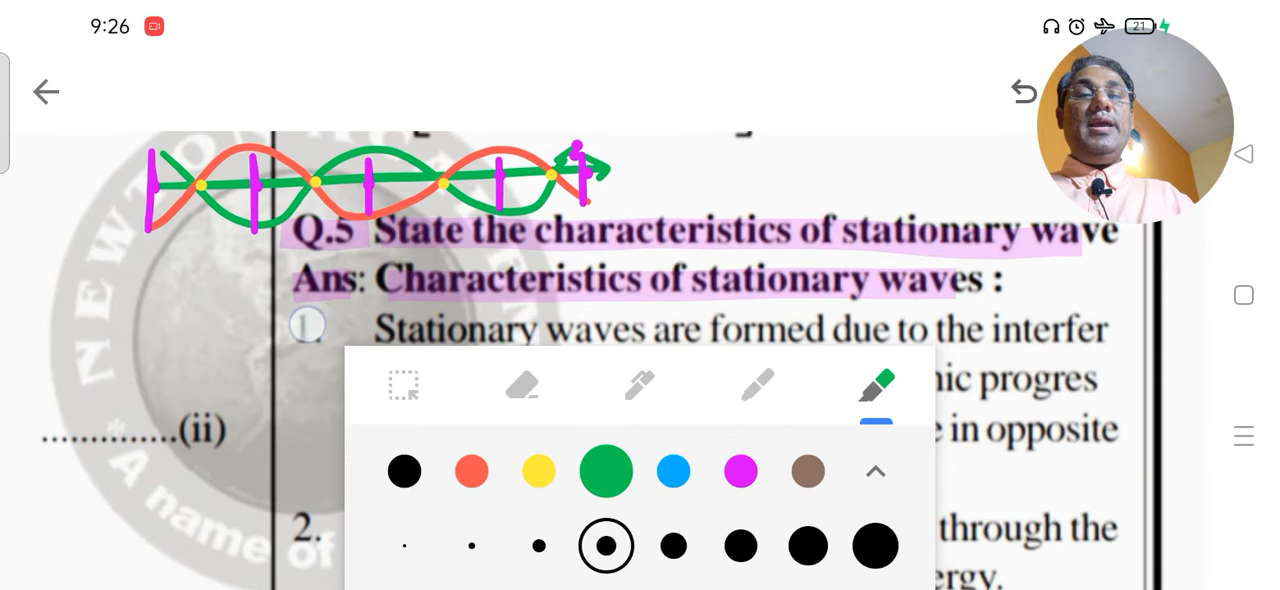 9:26
21
Q.5 State the characteristics of stationary wave
Ans: Characteristics of stationary waves :
1. Stationary waves are formed due to the interfer
nic progres
..............(ii)
e in opposite
2.
through the
ergy.
NEWTO
A name of